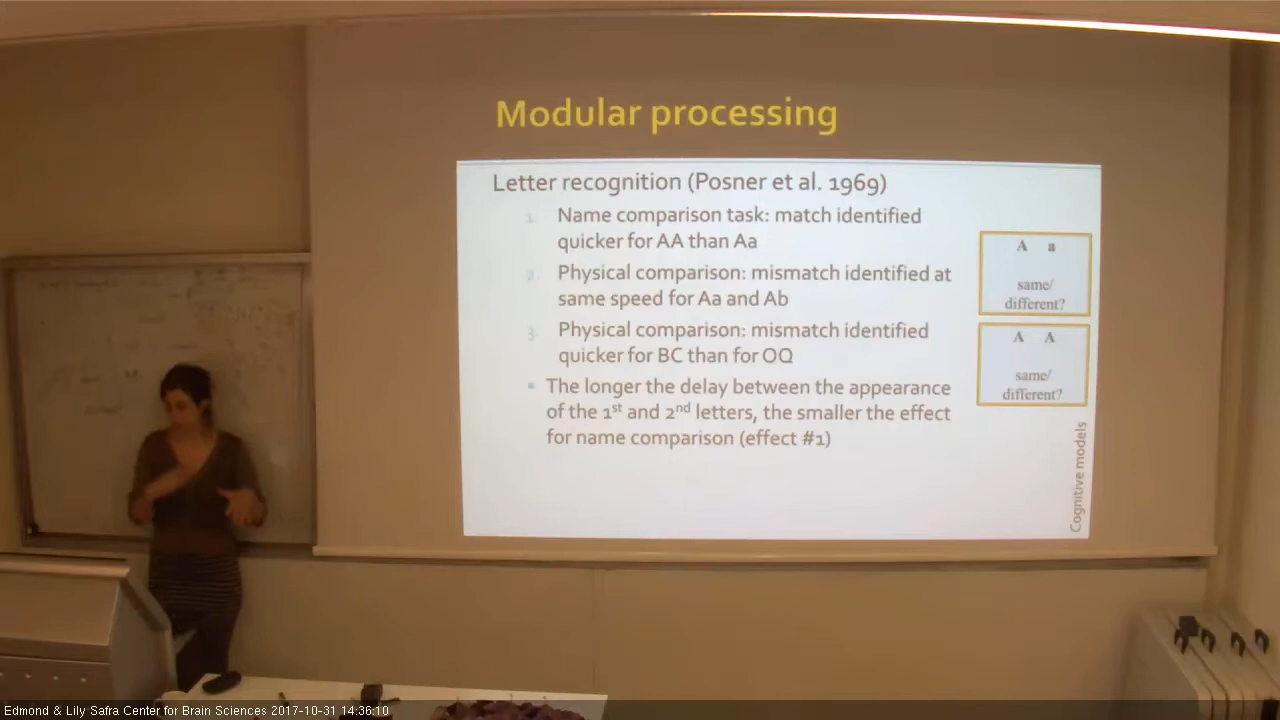 Modular processing
Letter recognition (Posner et al. 1969)
1. Name comparison task: match identified
quicker for AA than Aa
2. Physical comparison: mismatch identified at
same speed for Aa and Ab
3. Physical comparison: mismatch identified
quicker for BC than for OQ
▪ The longer the delay between the appearance
of the 1st and 2nd letters, the smaller the effect
for name comparison (effect #1)
A a
same/
different?
A A
same/
different?
Cognitive models
Edmond & Lily Safra Center for Brain Sciences 2017-10-31 14:36:10